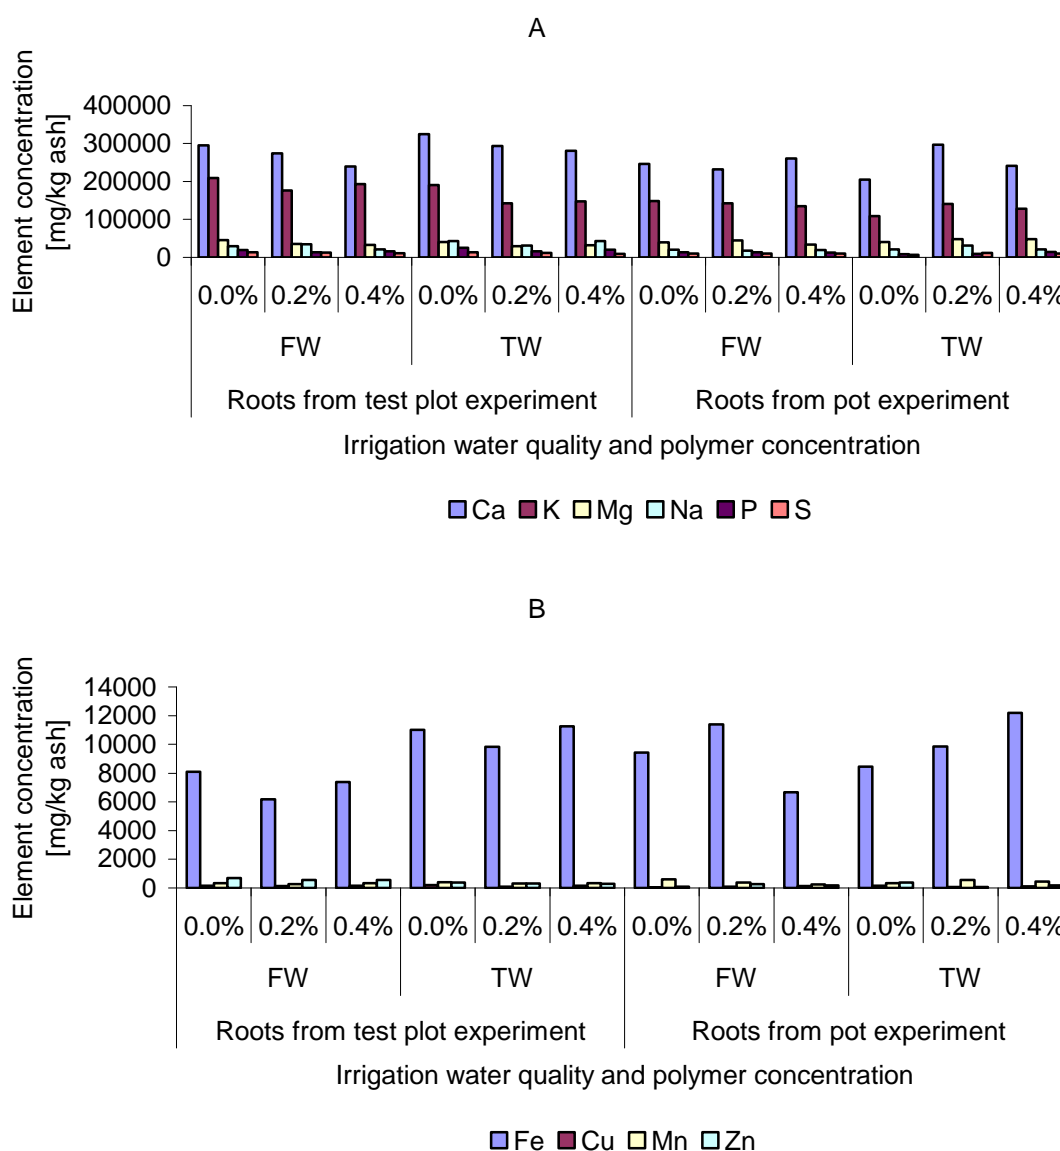 A
Element concentration
[mg/kg ash]
400000
300000
200000
100000
0
0.0% 0.2% 0.4% 0.0% 0.2% 0.4% 0.0% 0.2% 0.4% 0.0% 0.2% 0.4%
FW TW FW TW
Roots from test plot experiment Roots from pot experiment
Irrigation water quality and polymer concentration
Ca K Mg Na P S
B
Element concentration
[mg/kg ash]
14000
12000
10000
8000
6000
4000
2000
0
0.0% 0.2% 0.4% 0.0% 0.2% 0.4% 0.0% 0.2% 0.4% 0.0% 0.2% 0.4%
FW TW FW TW
Roots from test plot experiment Roots from pot experiment
Irrigation water quality and polymer concentration
Fe Cu Mn Zn